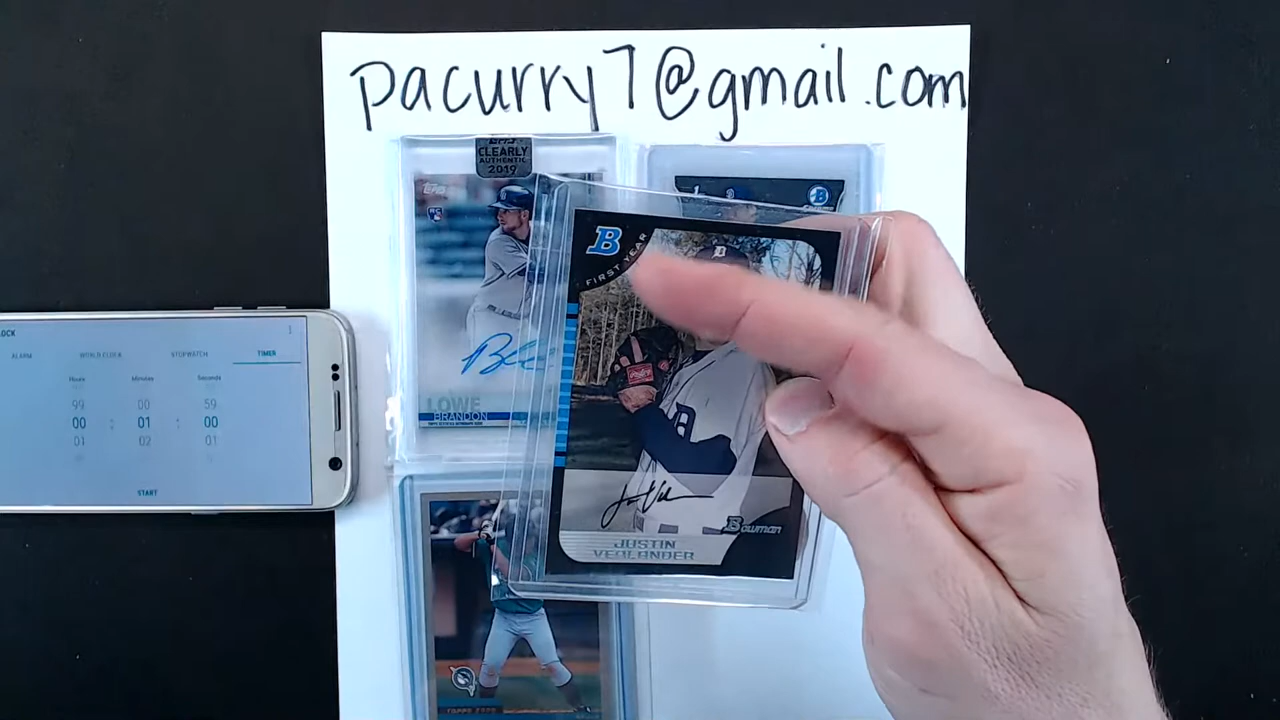 pacurry7@gmail.com
CLEARLY
AUTHENTIC
2019
Topps
B
FIRST YEAR
LOWE
BRANDON
Bowman
JUSTIN
VERLANDER
ALARM
WORLD CLOCK
STOPWATCH
TIMER
Hours
Minutes
Seconds
99 00 59
00 : 01 : 00
01 02 01
START